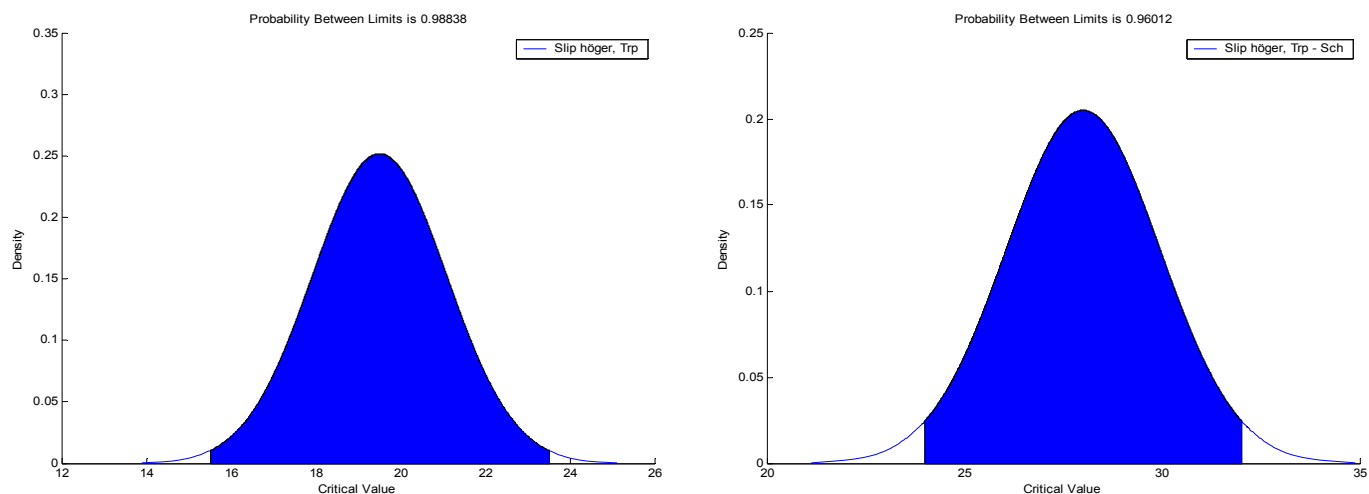 Probability Between Limits is 0.98838
0.35
Slip höger, Trp
0.3
0.25
0.2
Density
0.15
0.1
0.05
0
12 14 16 18 20 22 24 26
Critical Value
Probability Between Limits is 0.96012
0.25
Slip höger, Trp - Sch
0.2
0.15
Density
0.1
0.05
0
20 25 30 35
Critical Value